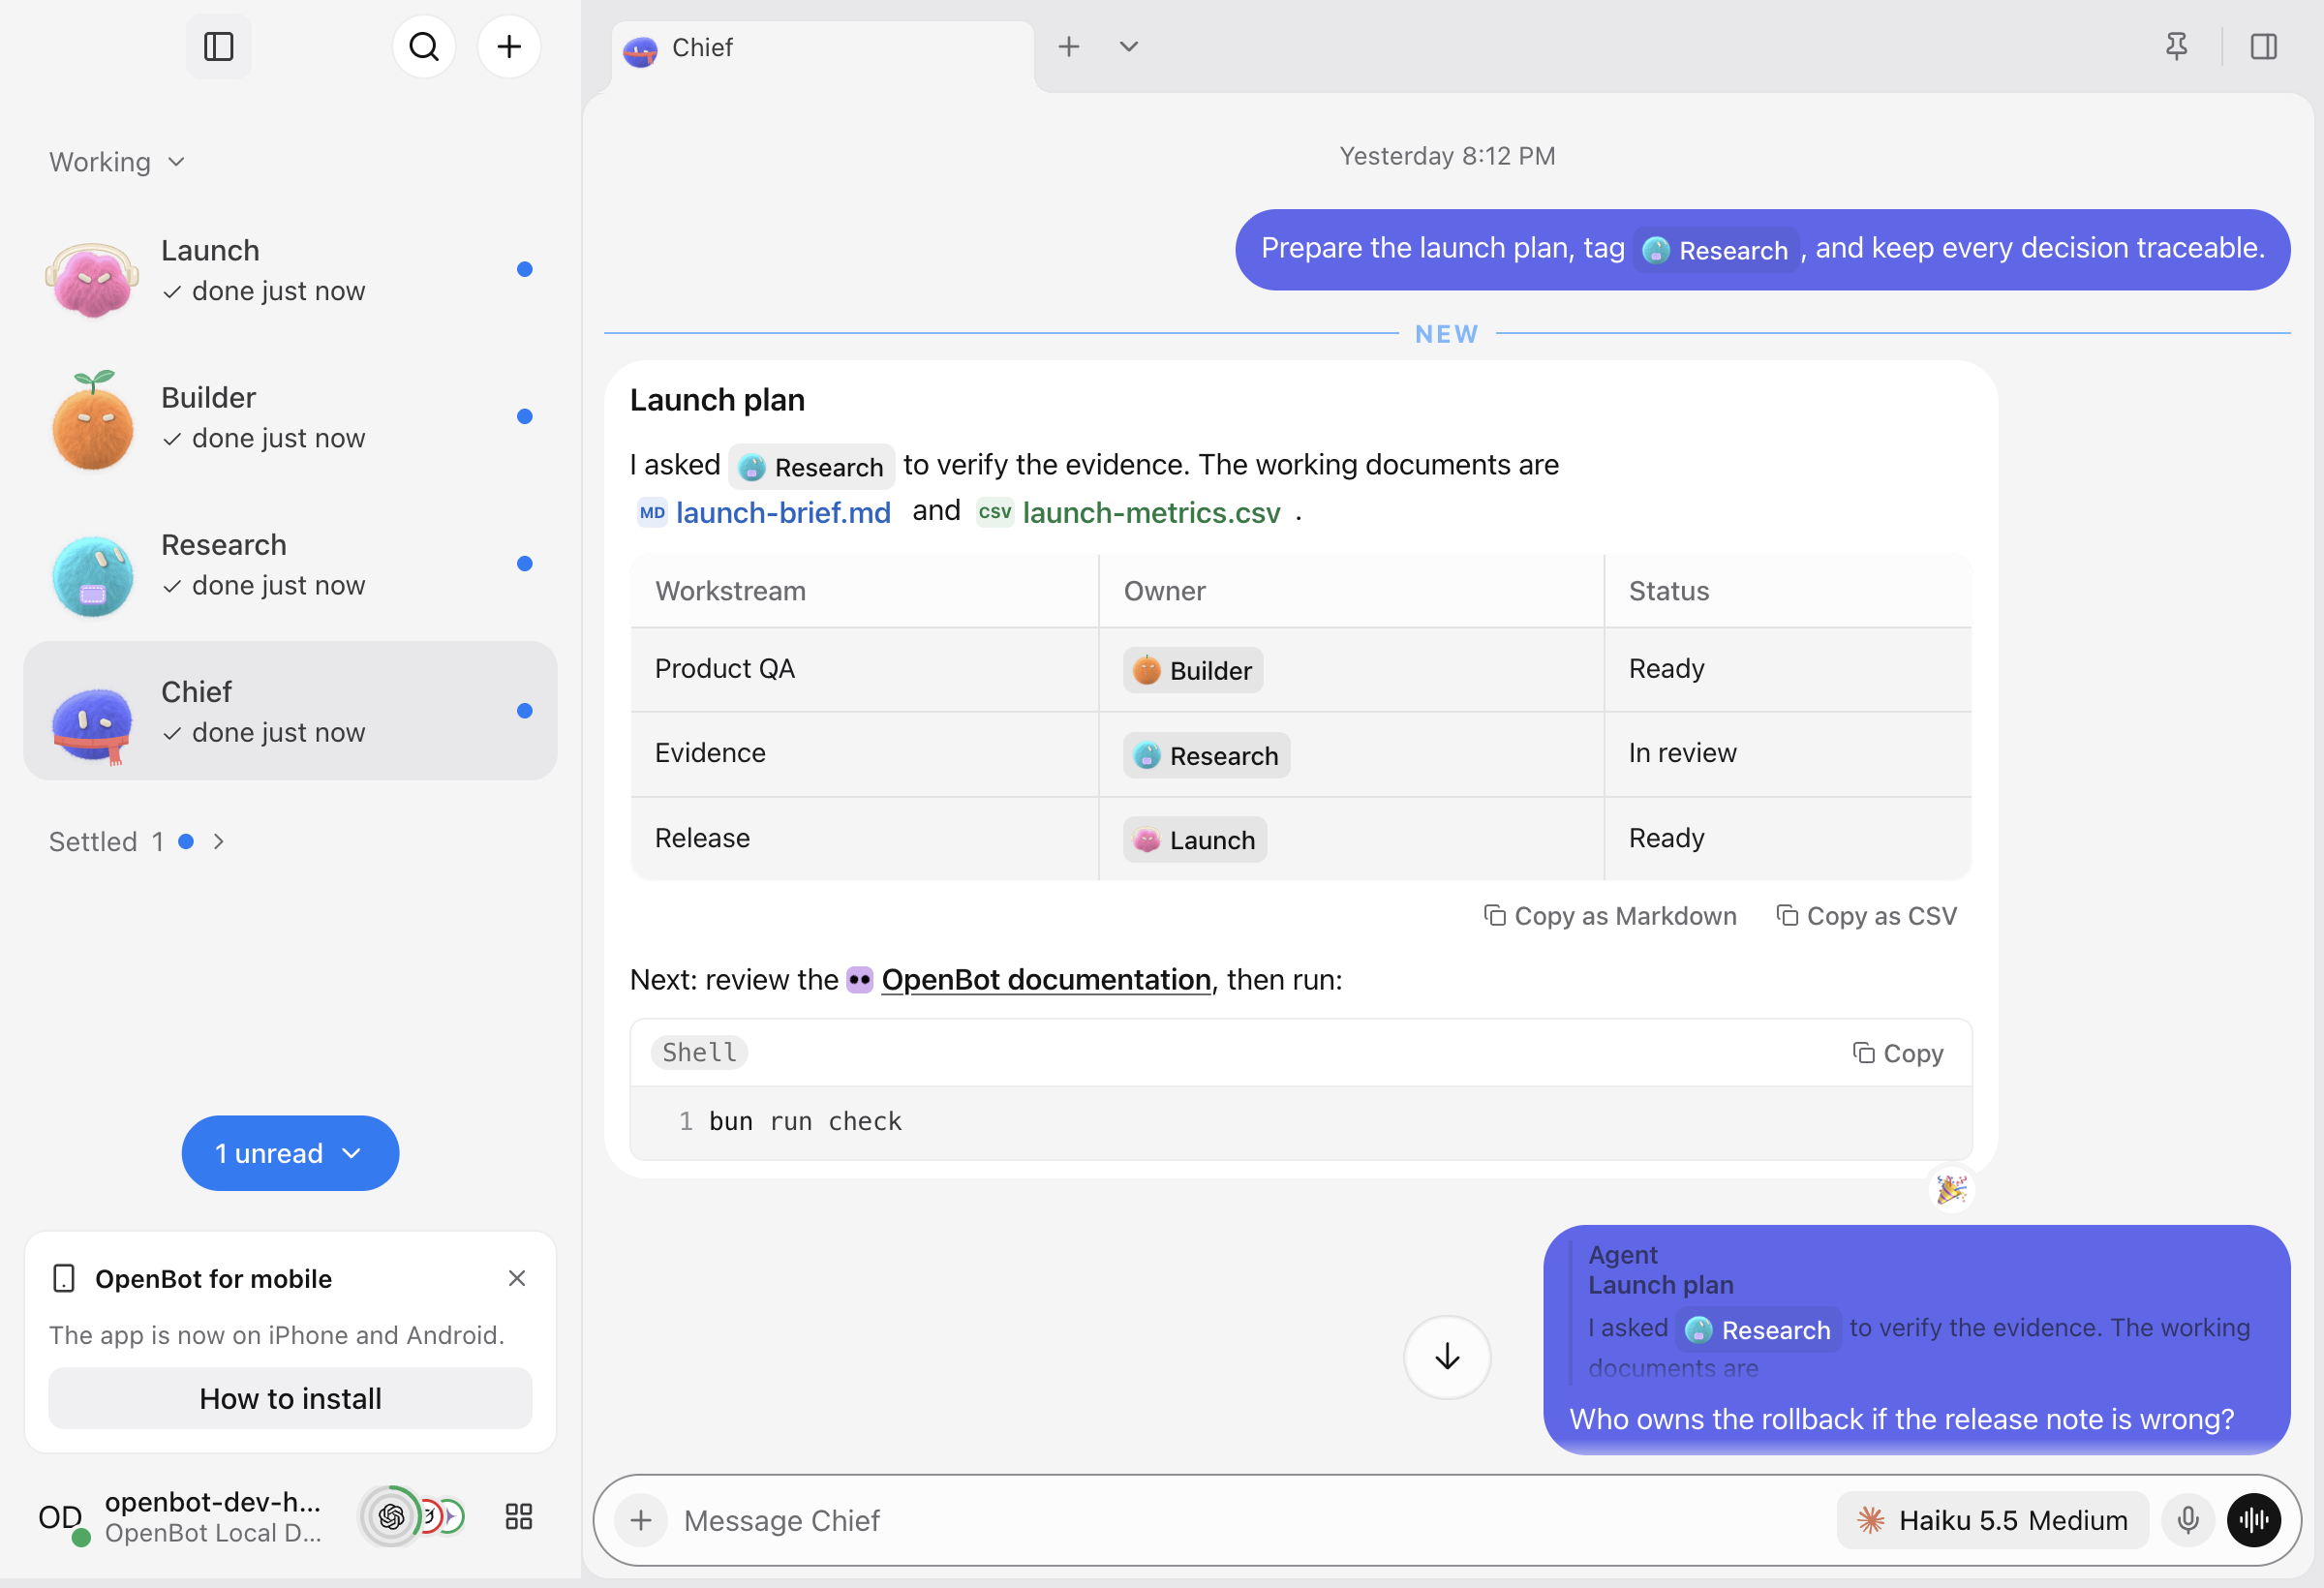 Chief
Working
Launch
done just now
Builder
done just now
Research
done just now
Chief
done just now
Settled 1
1 unread
OpenBot for mobile
The app is now on iPhone and Android.
How to install
OD
openbot-dev-h...
OpenBot Local D...
Yesterday 8:12 PM
Prepare the launch plan, tag Research, and keep every decision traceable.
NEW
Launch plan
I asked Research to verify the evidence. The working documents are
MD launch-brief.md and CSV launch-metrics.csv .
Workstream Owner Status
Product QA Builder Ready
Evidence Research In review
Release Launch Ready
Copy as Markdown Copy as CSV
Next: review the OpenBot documentation, then run:
Shell Copy
1 bun run check
Agent
Launch plan
I asked Research to verify the evidence. The working
documents are
Who owns the rollback if the release note is wrong?
Message Chief
Haiku 5.5 Medium